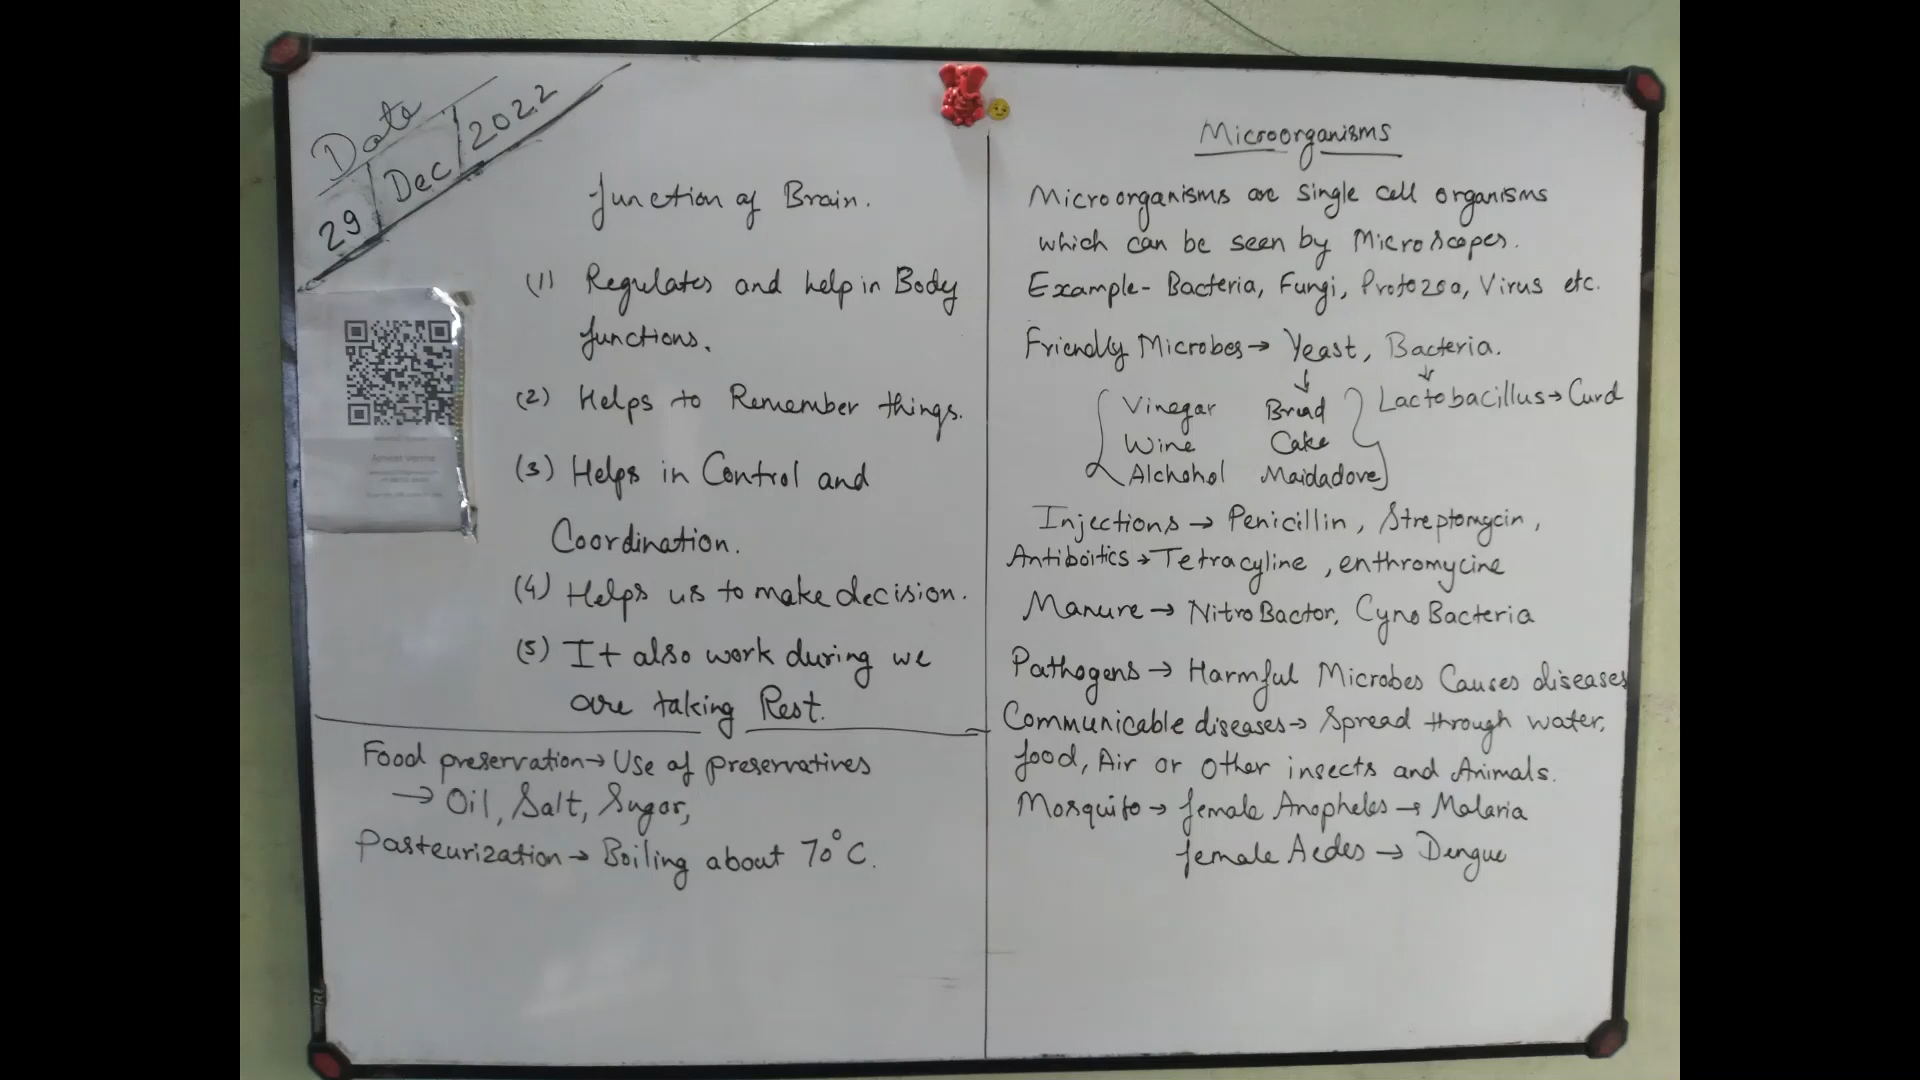 Date
29/Dec/2022
function of Brain.
(1) Regulates and help in Body
functions.
(2) Helps to Remember things.
(3) Helps in Control and
Coordination.
(4) Helps us to make decision.
(5) It also work during we
are taking Rest.
Food preservation→ Use of preservatives
→ Oil, Salt, Sugar,
Pasteurization → Boiling about 70°C.
Microorganisms
Microorganisms are single cell organisms
which can be seen by Microscopes.
Example- Bacteria, Fungi, Protozoa, Virus etc.
Friendly Microbes→ Yeast, Bacteria.
Vinegar Bread Lactobacillus→ Curd
Wine Cake
Alchohol Maidadove
Injections → Penicillin, Streptomycin,
Antiboitics → Tetracyline, enthromycine
Manure → NitroBactor, CynoBacteria
Pathogens → Harmful Microbes Causes diseases
Communicable diseases→ Spread through water,
food, Air or other insects and Animals.
Mosquito → female Anopheles → Malaria
female Aedes → Dengue